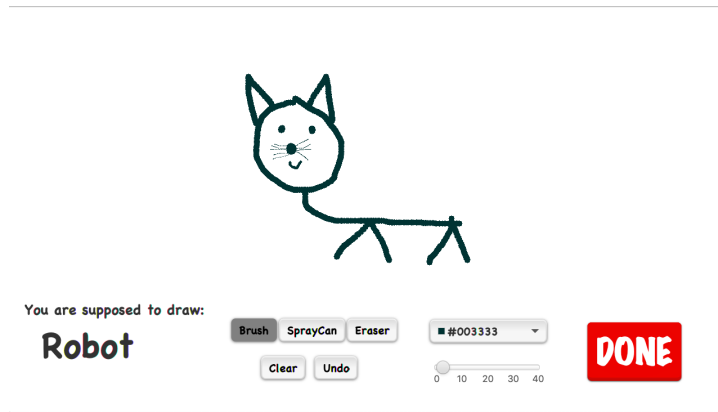 You are supposed to draw:
Robot
Brush SprayCan Eraser
Clear Undo
#003333
0 10 20 30 40
DONE